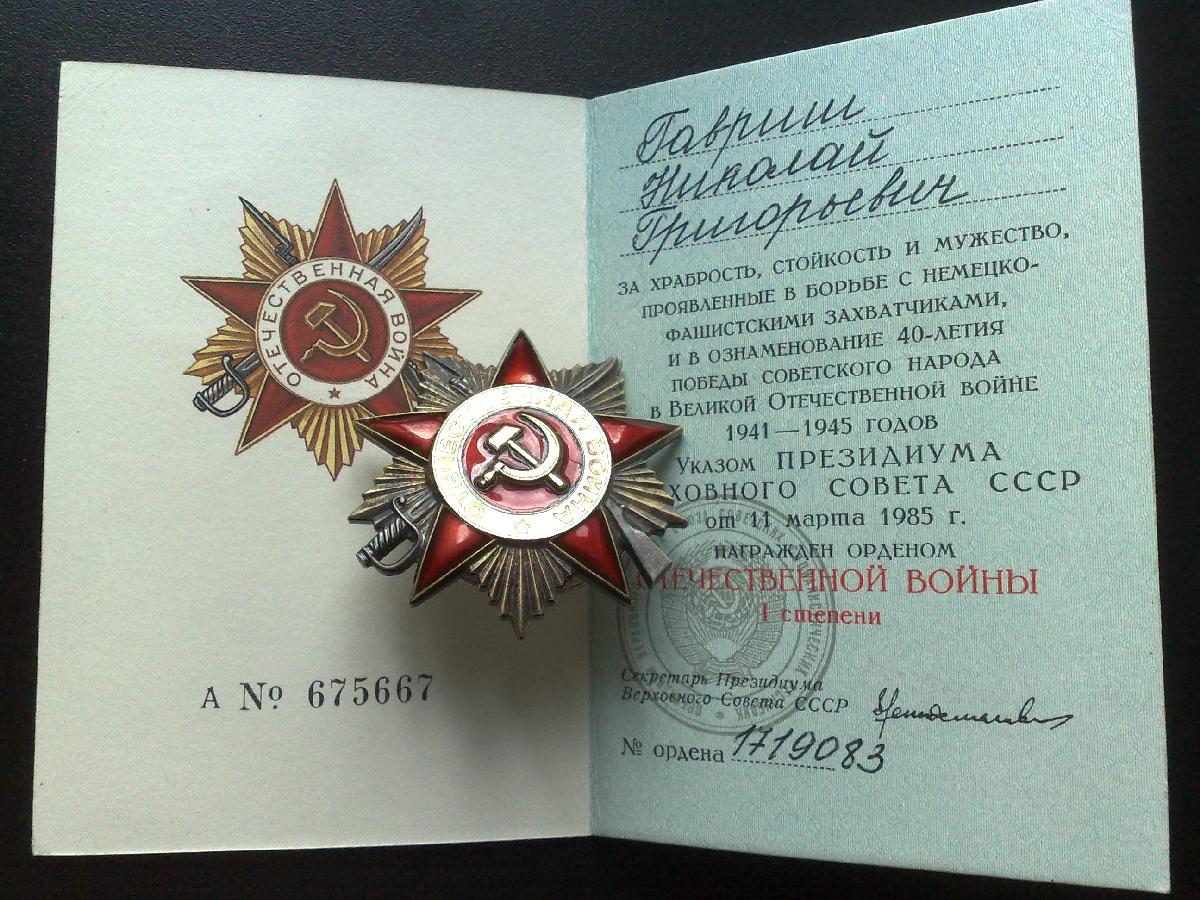 ОТЕЧЕСТВЕННАЯ ВОЙНА
А № 675667
Гавриш
Николай
Григорьевич
ЗА ХРАБРОСТЬ, СТОЙКОСТЬ И МУЖЕСТВО,
ПРОЯВЛЕННЫЕ В БОРЬБЕ С НЕМЕЦКО-
ФАШИСТСКИМИ ЗАХВАТЧИКАМИ,
И В ОЗНАМЕНОВАНИЕ 40-ЛЕТИЯ
ПОБЕДЫ СОВЕТСКОГО НАРОДА
В ВЕЛИКОЙ ОТЕЧЕСТВЕННОЙ ВОЙНЕ
1941—1945 ГОДОВ
УКАЗОМ ПРЕЗИДИУМА
ХОВНОГО СОВЕТА СССР
от 11 марта 1985 г.
НАГРАЖДЕН ОРДЕНОМ
ОТЕЧЕСТВЕННОЙ ВОЙНЫ
I степени
Секретарь Президиума
Верховного Совета СССР
№ ордена 1719083